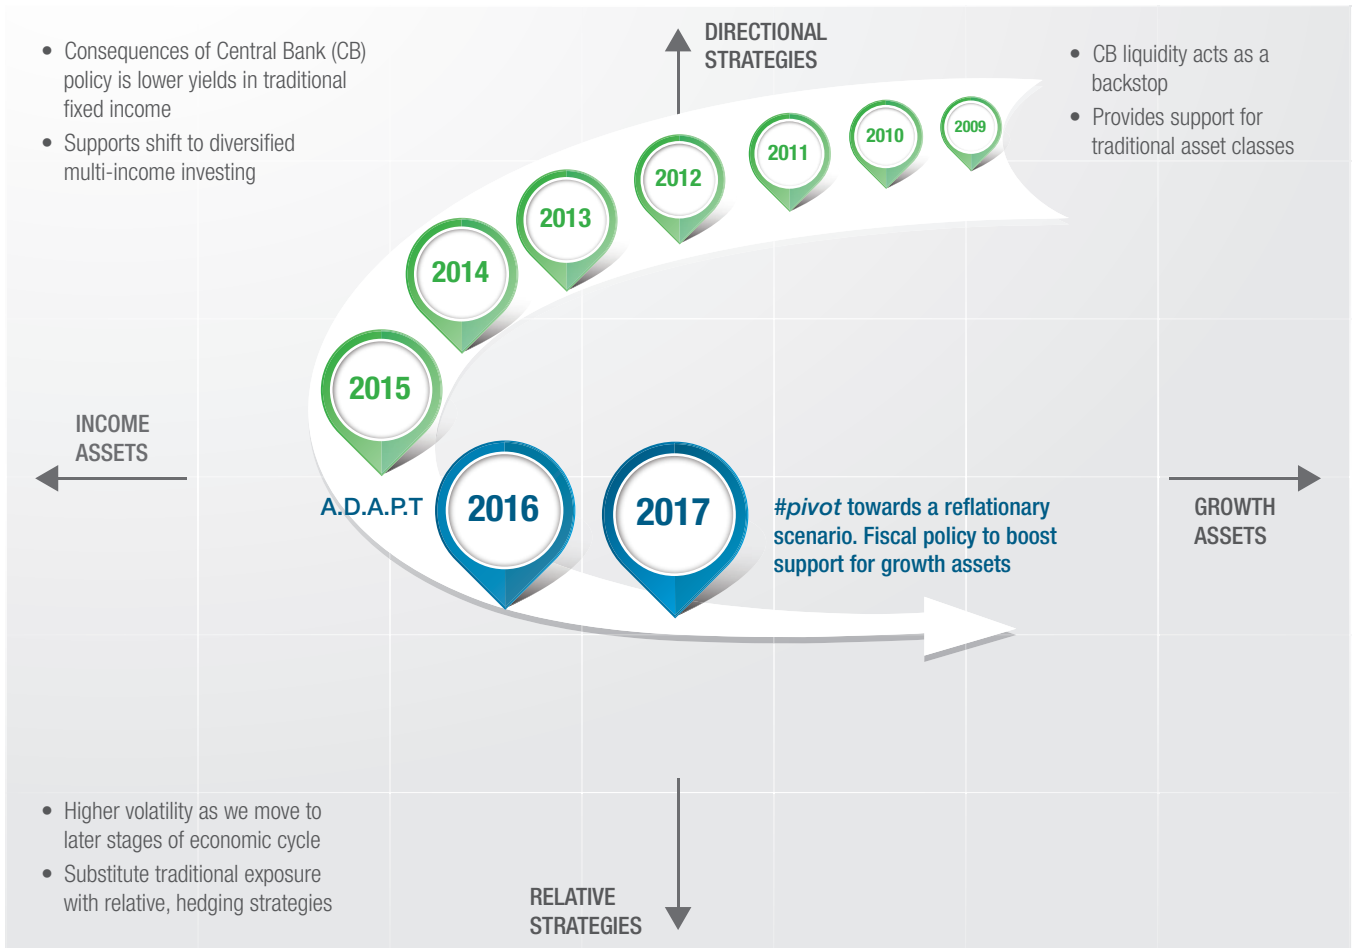 • Consequences of Central Bank (CB)
policy is lower yields in traditional
fixed income
• Supports shift to diversified
multi-income investing
DIRECTIONAL
STRATEGIES
• CB liquidity acts as a
backstop
• Provides support for
traditional asset classes
2009
2010
2011
2012
2013
2014
2015
INCOME
ASSETS
A.D.A.P.T
2016
2017
#pivot towards a reflationary
scenario. Fiscal policy to boost
support for growth assets
GROWTH
ASSETS
• Higher volatility as we move to
later stages of economic cycle
• Substitute traditional exposure
with relative, hedging strategies
RELATIVE
STRATEGIES